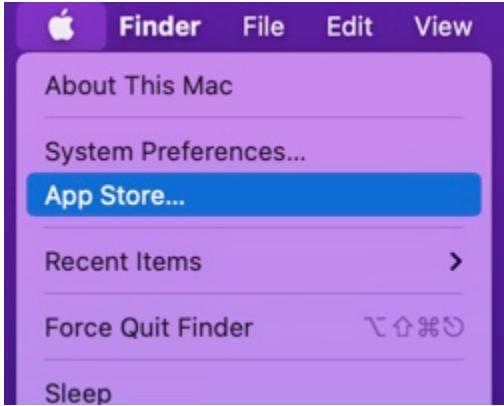 Finder File Edit View
About This Mac
System Preferences...
App Store...
Recent Items
Force Quit Finder ⌥⇧⌘⎋
Sleep